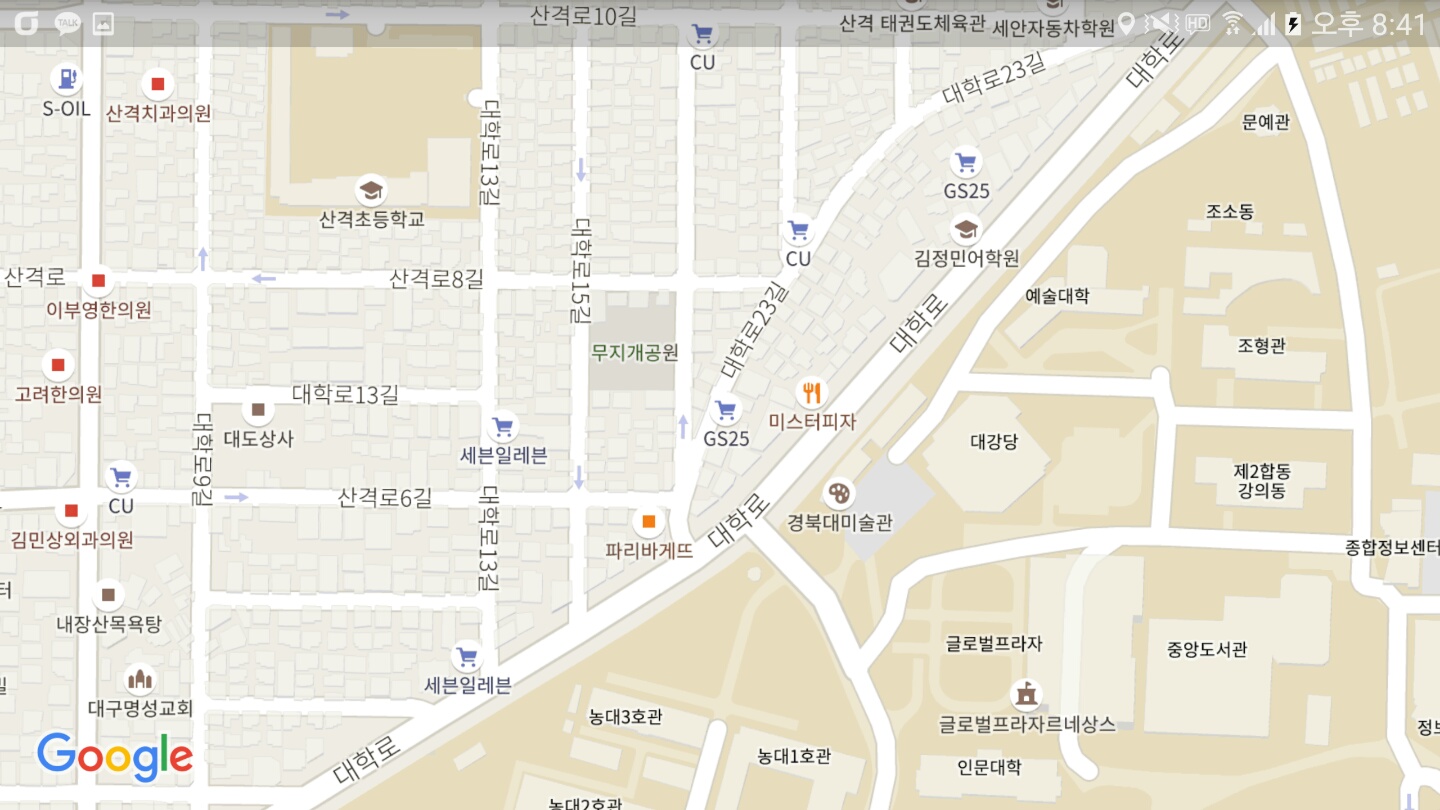 TALK
HD
오후 8:41
산격로10길
산격 태권도체육관
세안자동차학원
대학로
CU
대학로23길
S-OIL
산격치과의원
대학로13길
문예관
GS25
산격초등학교
조소동
대학로15길
CU
김정민어학원
산격로
산격로8길
이부영한의원
예술대학
대학로23길
대학로
무지개공원
조형관
고려한의원
대학로13길
미스터피자
대도상사
GS25
대강당
세븐일레븐
대학로9길
제2합동
강의동
CU
산격로6길
대학로13길
대학로
경북대미술관
김민상외과의원
파리바게뜨
종합정보센터
터
내장산목욕탕
글로벌프라자
중앙도서관
세븐일레븐
대구명성교회
농대3호관
글로벌프라자르네상스
정보
Google
대학로
농대1호관
인문대학
농대2호관